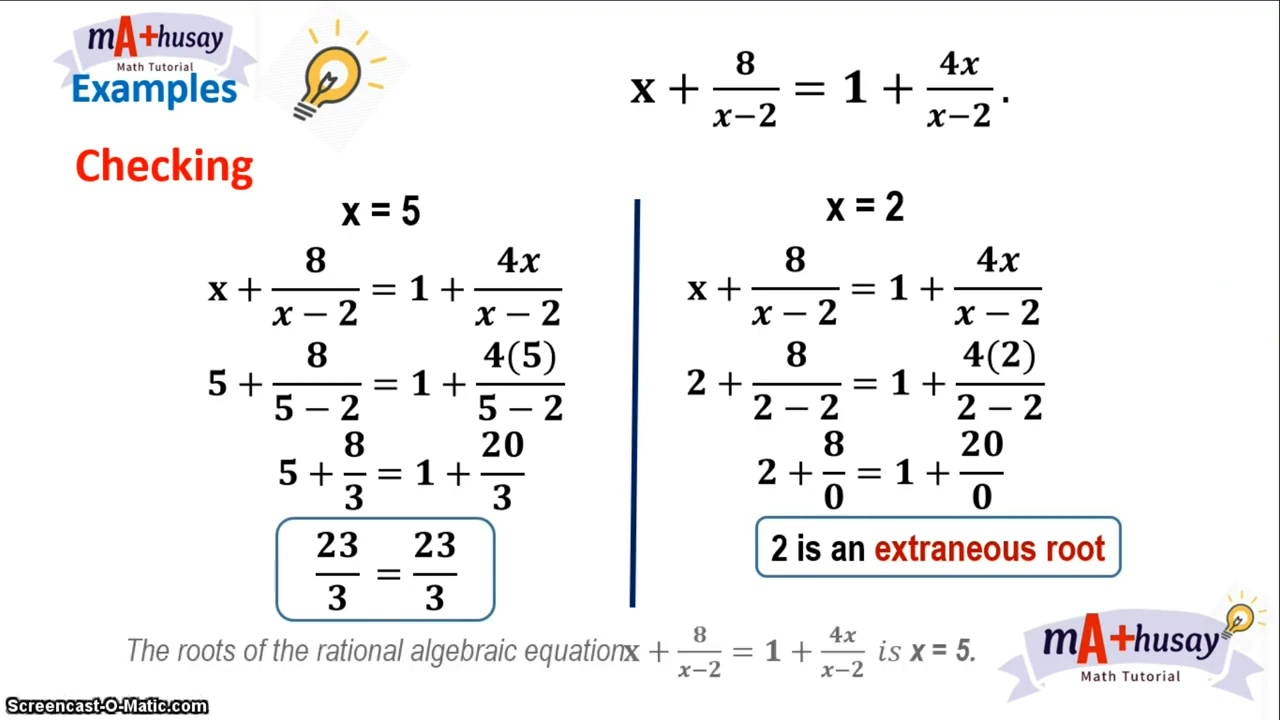 mA+husay
Math Tutorial
Examples
x + 8/(x−2) = 1 + 4x/(x−2).
Checking
x = 5
x + 8/(x − 2) = 1 + 4x/(x − 2)
5 + 8/(5 − 2) = 1 + 4(5)/(5 − 2)
5 + 8/3 = 1 + 20/3
23/3 = 23/3
x = 2
x + 8/(x − 2) = 1 + 4x/(x − 2)
2 + 8/(2 − 2) = 1 + 4(2)/(2 − 2)
2 + 8/0 = 1 + 20/0
2 is an extraneous root
The roots of the rational algebraic equation x + 8/(x−2) = 1 + 4x/(x−2) is x = 5.
mA+husay
Math Tutorial
Screencast-O-Matic.com